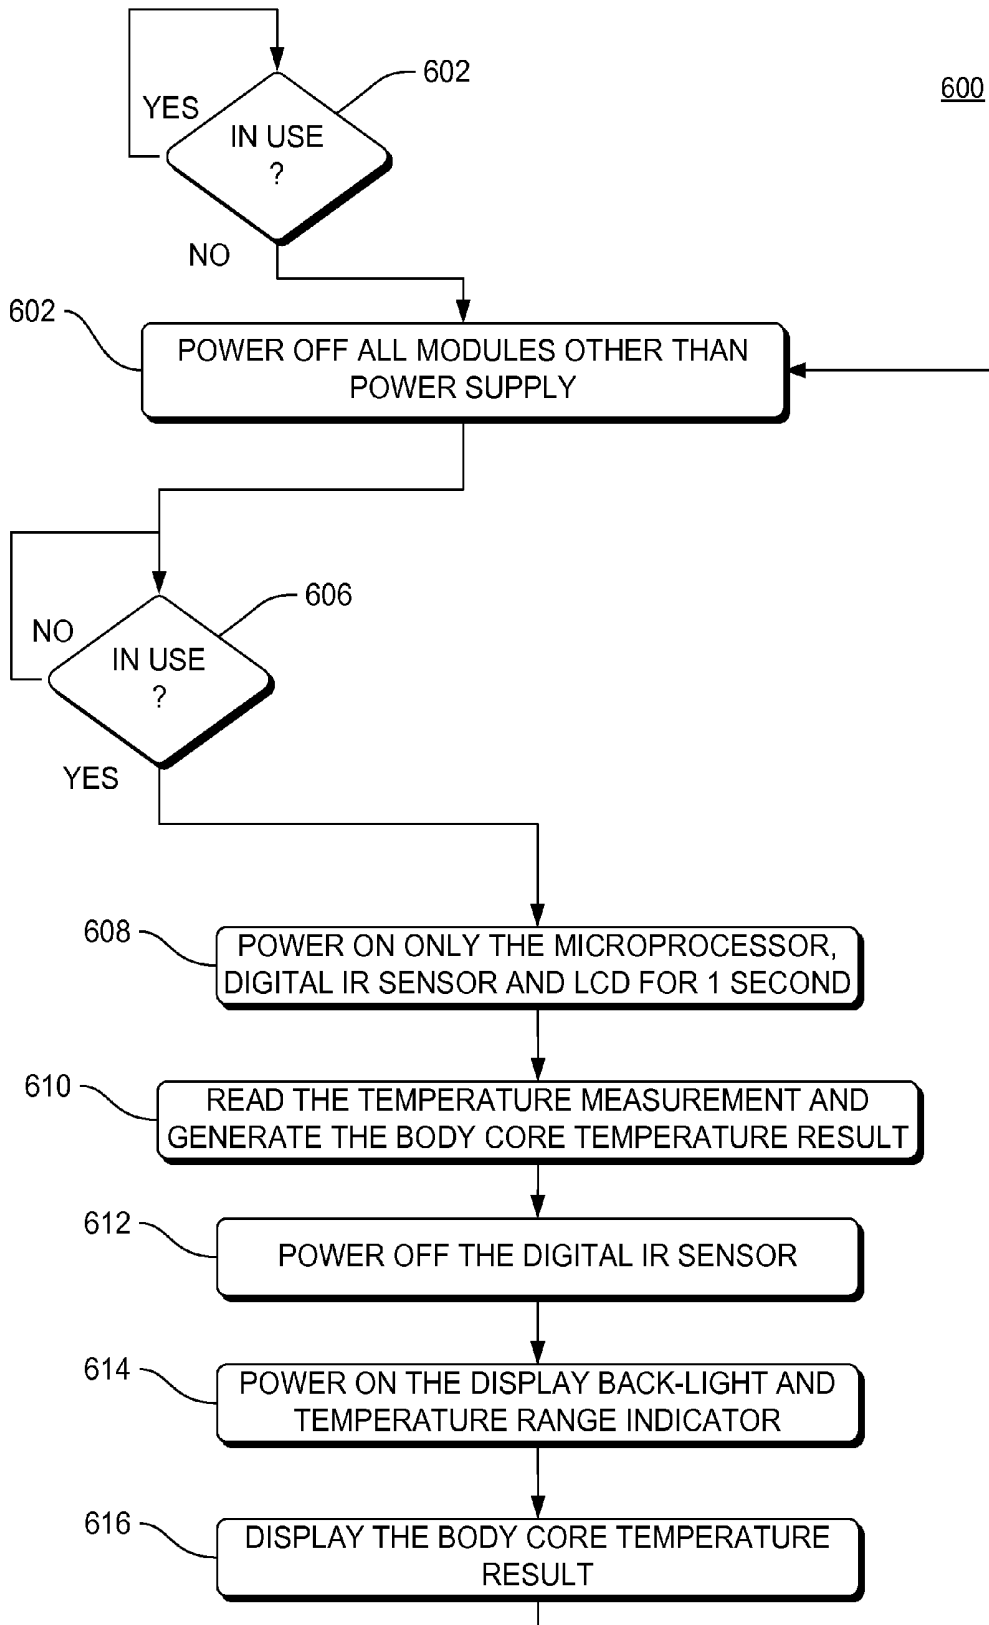 602
600
YES
IN USE
?
NO
602
POWER OFF ALL MODULES OTHER THAN
POWER SUPPLY
606
NO
IN USE
?
YES
608
POWER ON ONLY THE MICROPROCESSOR,
DIGITAL IR SENSOR AND LCD FOR 1 SECOND
610
READ THE TEMPERATURE MEASUREMENT AND
GENERATE THE BODY CORE TEMPERATURE RESULT
612
POWER OFF THE DIGITAL IR SENSOR
614
POWER ON THE DISPLAY BACK-LIGHT AND
TEMPERATURE RANGE INDICATOR
616
DISPLAY THE BODY CORE TEMPERATURE
RESULT